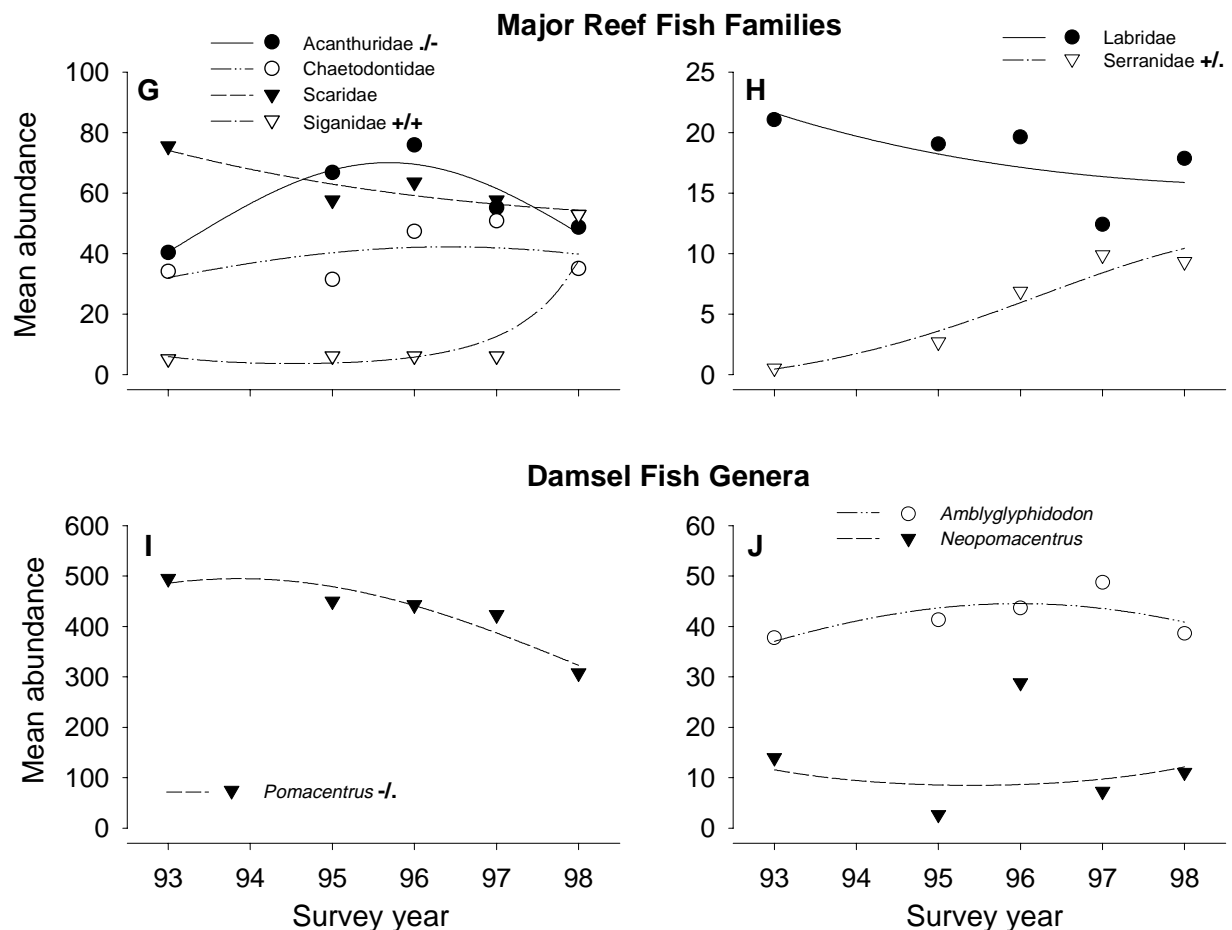 Major Reef Fish Families
Acanthuridae ./-
Chaetodontidae
Scaridae
Siganidae +/+
Labridae
Serranidae +/.
G
H
Mean abundance
100
80
60
40
20
0
25
20
15
10
5
0
Damsel Fish Genera
Amblyglyphidodon
Neopomacentrus
I
J
Mean abundance
600
500
400
300
200
100
0
Pomacentrus -/.
60
50
40
30
20
10
0
93 94 95 96 97 98
93 94 95 96 97 98
Survey year
Survey year